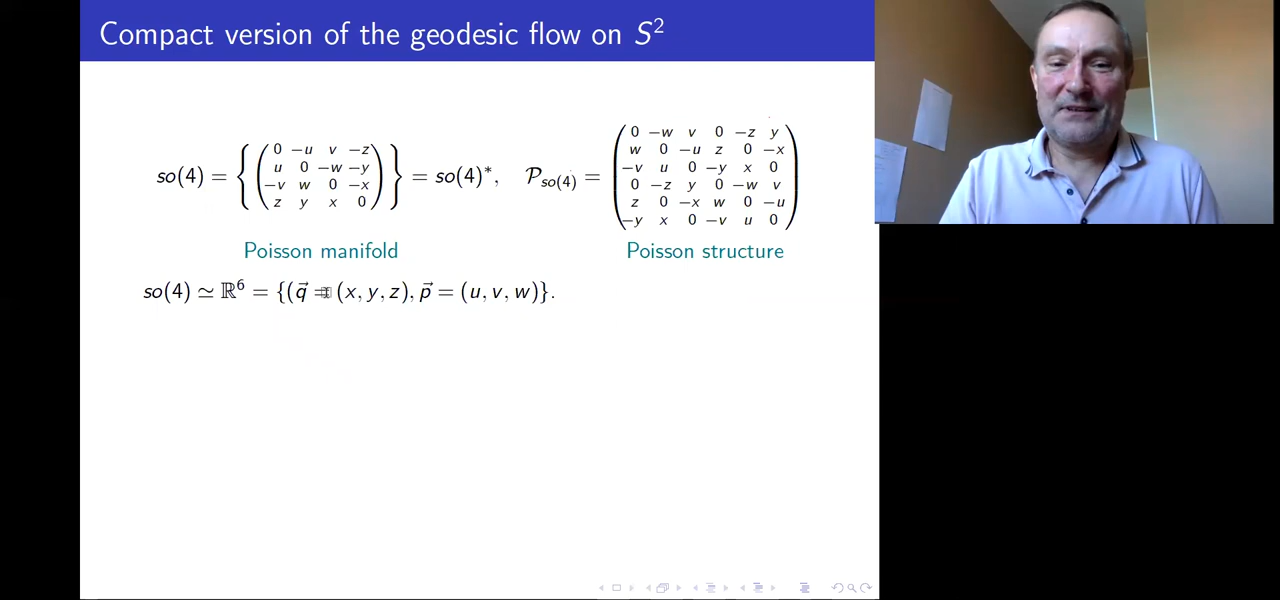 Compact version of the geodesic flow on S²
so(4) = { ( 0 −u v −z
u 0 −w −y
−v w 0 −x
z y x 0 ) } = so(4)*, 𝒫so(4) = ( 0 −w v 0 −z y
w 0 −u z 0 −x
−v u 0 −y x 0
0 −z y 0 −w v
z 0 −x w 0 −u
−y x 0 −v u 0 )
Poisson manifold Poisson structure
so(4) ≃ ℝ⁶ = {(q⃗ = (x, y, z), p⃗ = (u, v, w)}.